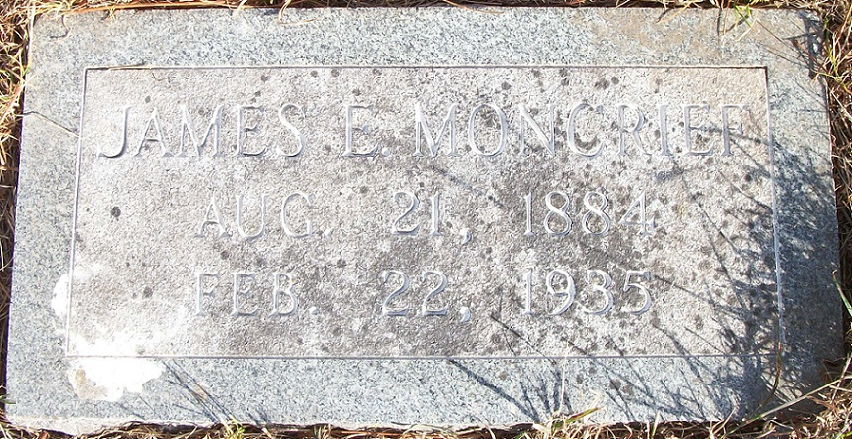 JAMES E. MONCRIEF
AUG. 21, 1884
FEB. 22, 1935